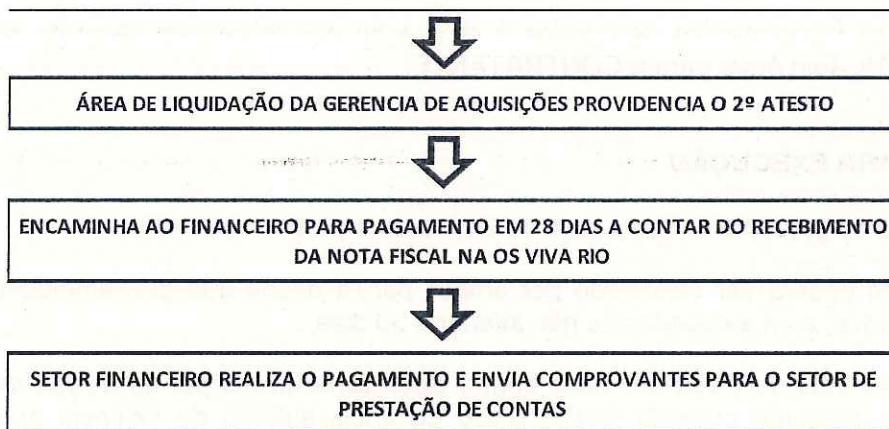 ÁREA DE LIQUIDAÇÃO DA GERENCIA DE AQUISIÇÕES PROVIDENCIA O 2º ATESTO
ENCAMINHA AO FINANCEIRO PARA PAGAMENTO EM 28 DIAS A CONTAR DO RECEBIMENTO
DA NOTA FISCAL NA OS VIVA RIO
SETOR FINANCEIRO REALIZA O PAGAMENTO E ENVIA COMPROVANTES PARA O SETOR DE
PRESTAÇÃO DE CONTAS